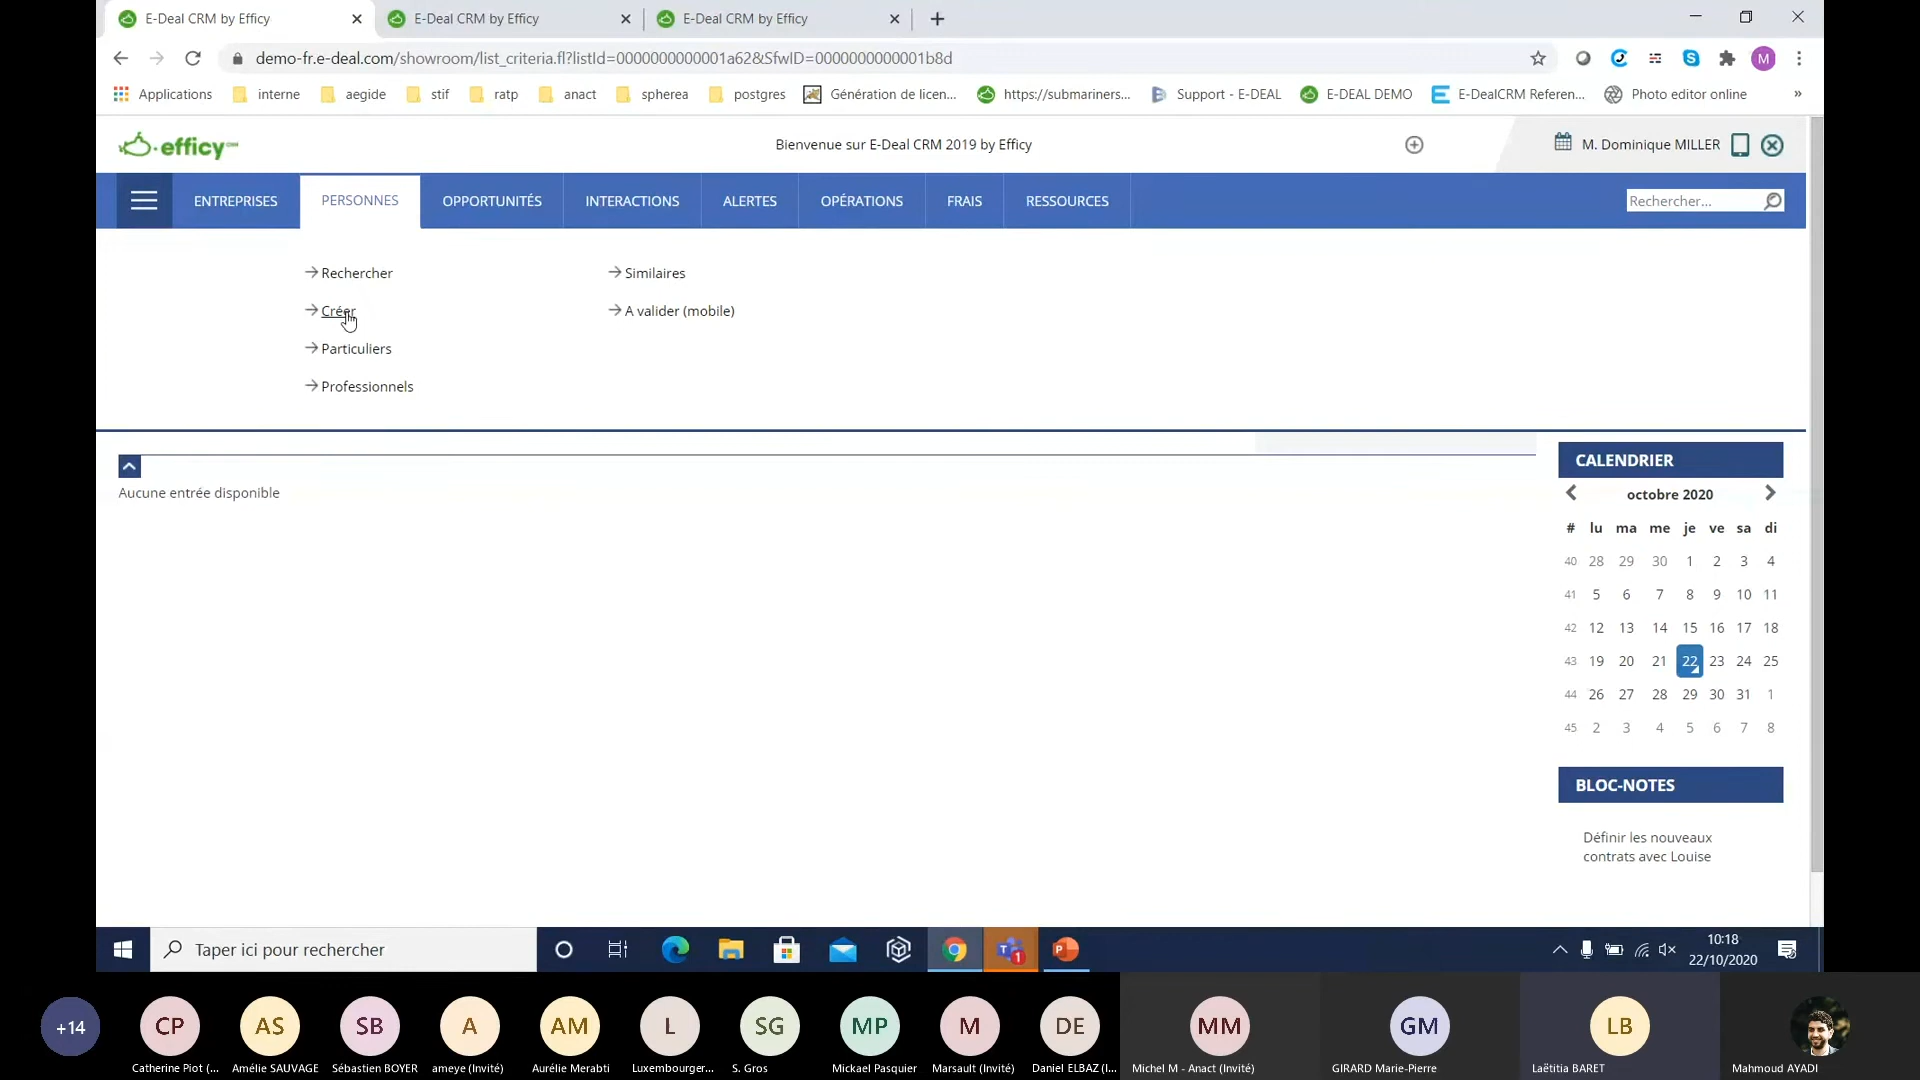 E-Deal CRM by Efficy
E-Deal CRM by Efficy
E-Deal CRM by Efficy
demo-fr.e-deal.com/showroom/list_criteria.fl?listId=0000000000001a62&SfwID=0000000000001b8d
M
Applications
interne
aegide
stif
ratp
anact
spherea
postgres
Génération de licen...
https://submariners...
Support - E-DEAL
E-DEAL DEMO
E-DealCRM Referen...
Photo editor online
»
efficy CRM
Bienvenue sur E-Deal CRM 2019 by Efficy
M. Dominique MILLER
ENTREPRISES
PERSONNES
OPPORTUNITÉS
INTERACTIONS
ALERTES
OPÉRATIONS
FRAIS
RESSOURCES
Rechercher...
Rechercher
Similaires
Créer
A valider (mobile)
Particuliers
Professionnels
Aucune entrée disponible
CALENDRIER
octobre 2020
# lu ma me je ve sa di
40 28 29 30 1 2 3 4
41 5 6 7 8 9 10 11
42 12 13 14 15 16 17 18
43 19 20 21 22 23 24 25
44 26 27 28 29 30 31 1
45 2 3 4 5 6 7 8
BLOC-NOTES
Définir les nouveaux
contrats avec Louise
Taper ici pour rechercher
1
10:18
22/10/2020
+14
CP
AS
SB
A
AM
L
SG
MP
M
DE
MM
GM
LB
Catherine Piot (...
Amélie SAUVAGE
Sébastien BOYER
ameye (Invité)
Aurélie Merabti
Luxembourger...
S. Gros
Mickael Pasquier
Marsault (Invité)
Daniel ELBAZ (I...
Michel M - Anact (Invité)
GIRARD Marie-Pierre
Laëtitia BARET
Mahmoud AYADI